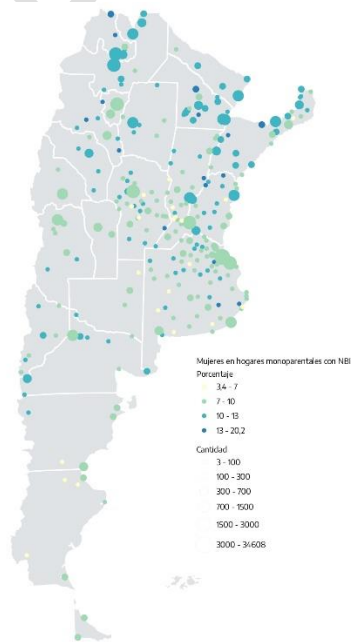 Mujeres en hogares monoparentales con NBI
Porcentaje
3,4 - 7
7 - 10
10 - 13
13 - 20,2
Cantidad
3 - 100
100 - 300
300 - 700
700 - 1500
1500 - 3000
3000 - 34608